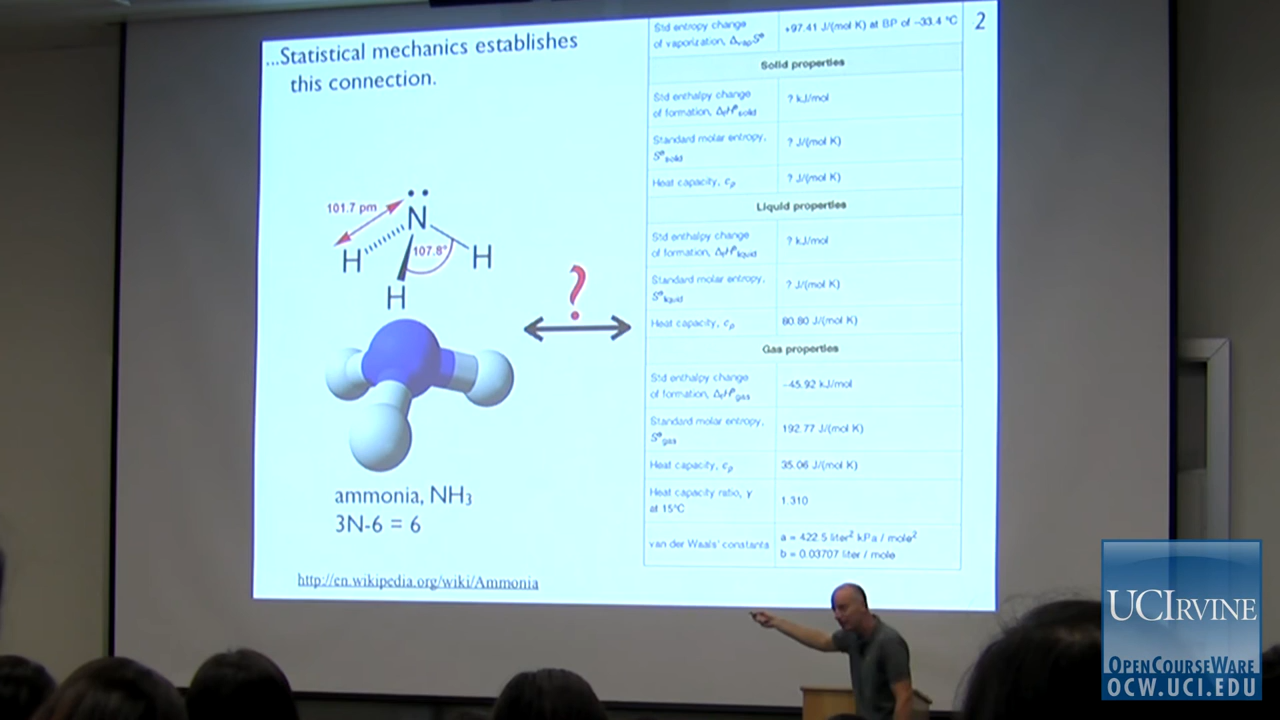 ...Statistical mechanics establishes
this connection.
2
101.7 pm
N
107.8°
H
H
H
?
ammonia, NH₃
3N-6 = 6
http://en.wikipedia.org/wiki/Ammonia
Std entropy change
of vaporization, ΔvapS° +97.41 J/(mol K) at BP of −33.4 °C
Solid properties
Std enthalpy change
of formation, ΔfH°solid ? kJ/mol
Standard molar entropy,
S°solid ? J/(mol K)
Heat capacity, cp ? J/(mol K)
Liquid properties
Std enthalpy change
of formation, ΔfH°liquid ? kJ/mol
Standard molar entropy,
S°liquid ? J/(mol K)
Heat capacity, cp 80.80 J/(mol K)
Gas properties
Std enthalpy change
of formation, ΔfH°gas −45.92 kJ/mol
Standard molar entropy,
S°gas 192.77 J/(mol K)
Heat capacity, cp 35.06 J/(mol K)
Heat capacity ratio, γ
at 15°C 1.310
van der Waals' constants a = 422.5 liter² kPa / mole²
b = 0.03707 liter / mole
UCIRVINE
OPENCOURSEWARE
OCW.UCI.EDU